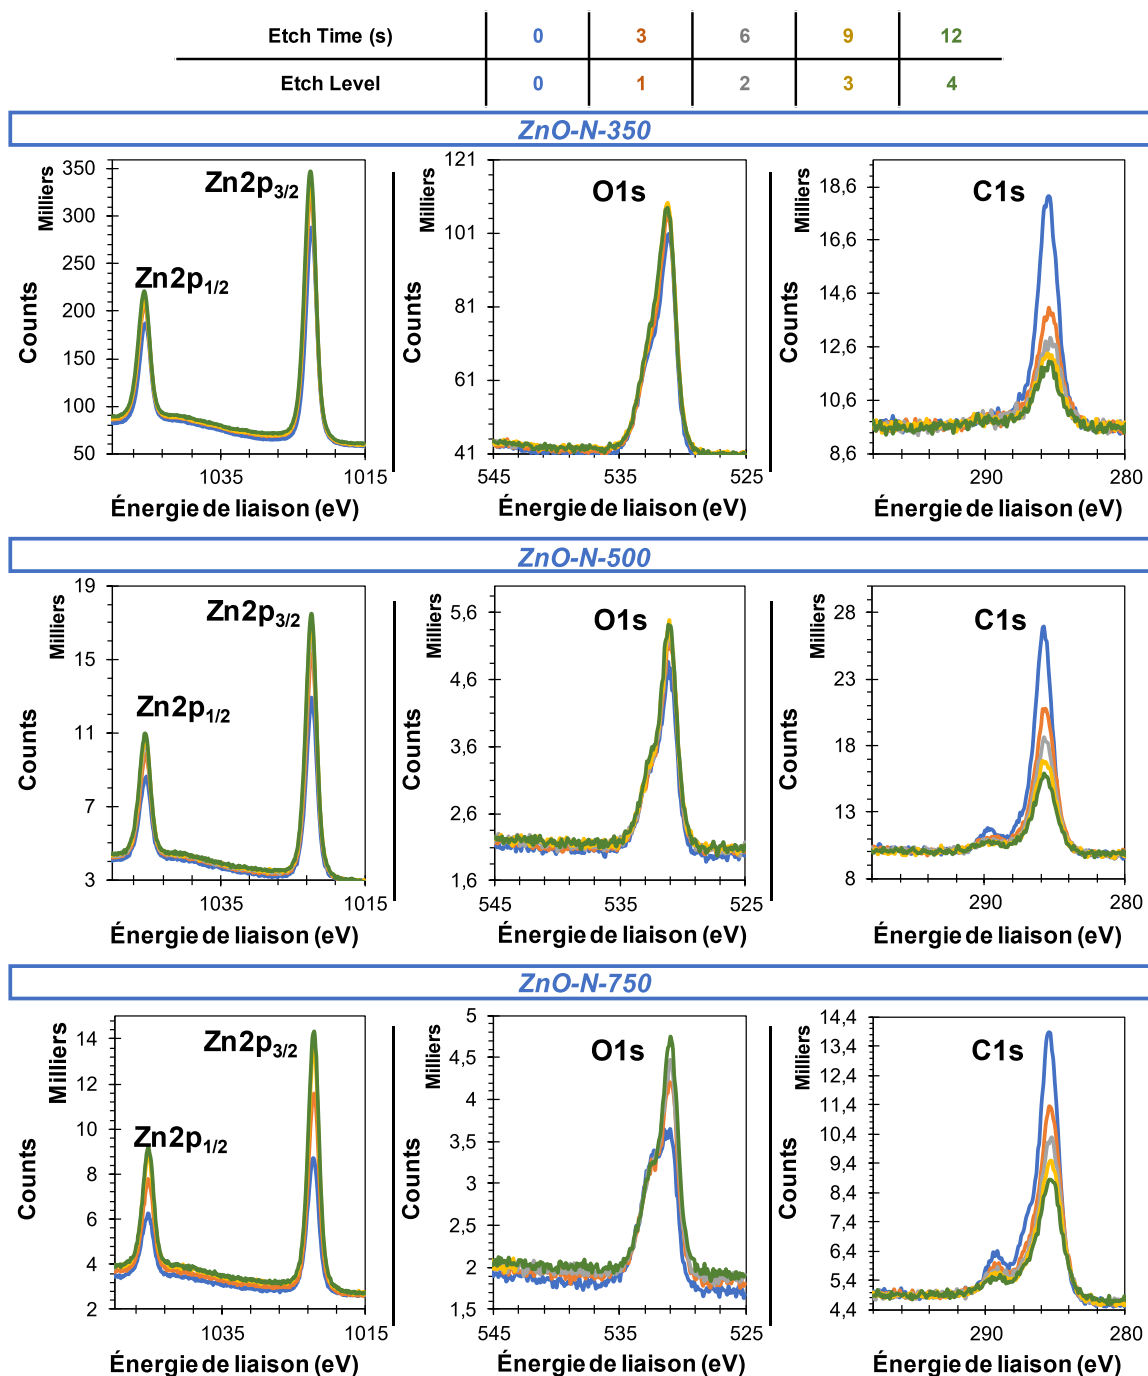 Etch Time (s) 0 3 6 9 12
Etch Level 0 1 2 3 4
ZnO-N-350
Milliers
Counts
350
300
250
200
150
100
50
Zn2p3/2
Zn2p1/2
1035 1015
Énergie de liaison (eV)
Milliers
Counts
121
101
81
61
41
O1s
545 535 525
Énergie de liaison (eV)
Milliers
Counts
18,6
16,6
14,6
12,6
10,6
8,6
C1s
290 280
Énergie de liaison (eV)
ZnO-N-500
Milliers
Counts
19
15
11
7
3
Zn2p3/2
Zn2p1/2
1035 1015
Énergie de liaison (eV)
Milliers
Counts
5,6
4,6
3,6
2,6
1,6
O1s
545 535 525
Énergie de liaison (eV)
Milliers
Counts
28
23
18
13
8
C1s
290 280
Énergie de liaison (eV)
ZnO-N-750
Milliers
Counts
14
12
10
8
6
4
2
Zn2p3/2
Zn2p1/2
1035 1015
Énergie de liaison (eV)
Milliers
Counts
5
4,5
4
3,5
3
2,5
2
1,5
O1s
545 535 525
Énergie de liaison (eV)
Milliers
Counts
14,4
13,4
12,4
11,4
10,4
9,4
8,4
7,4
6,4
5,4
4,4
C1s
290 280
Énergie de liaison (eV)